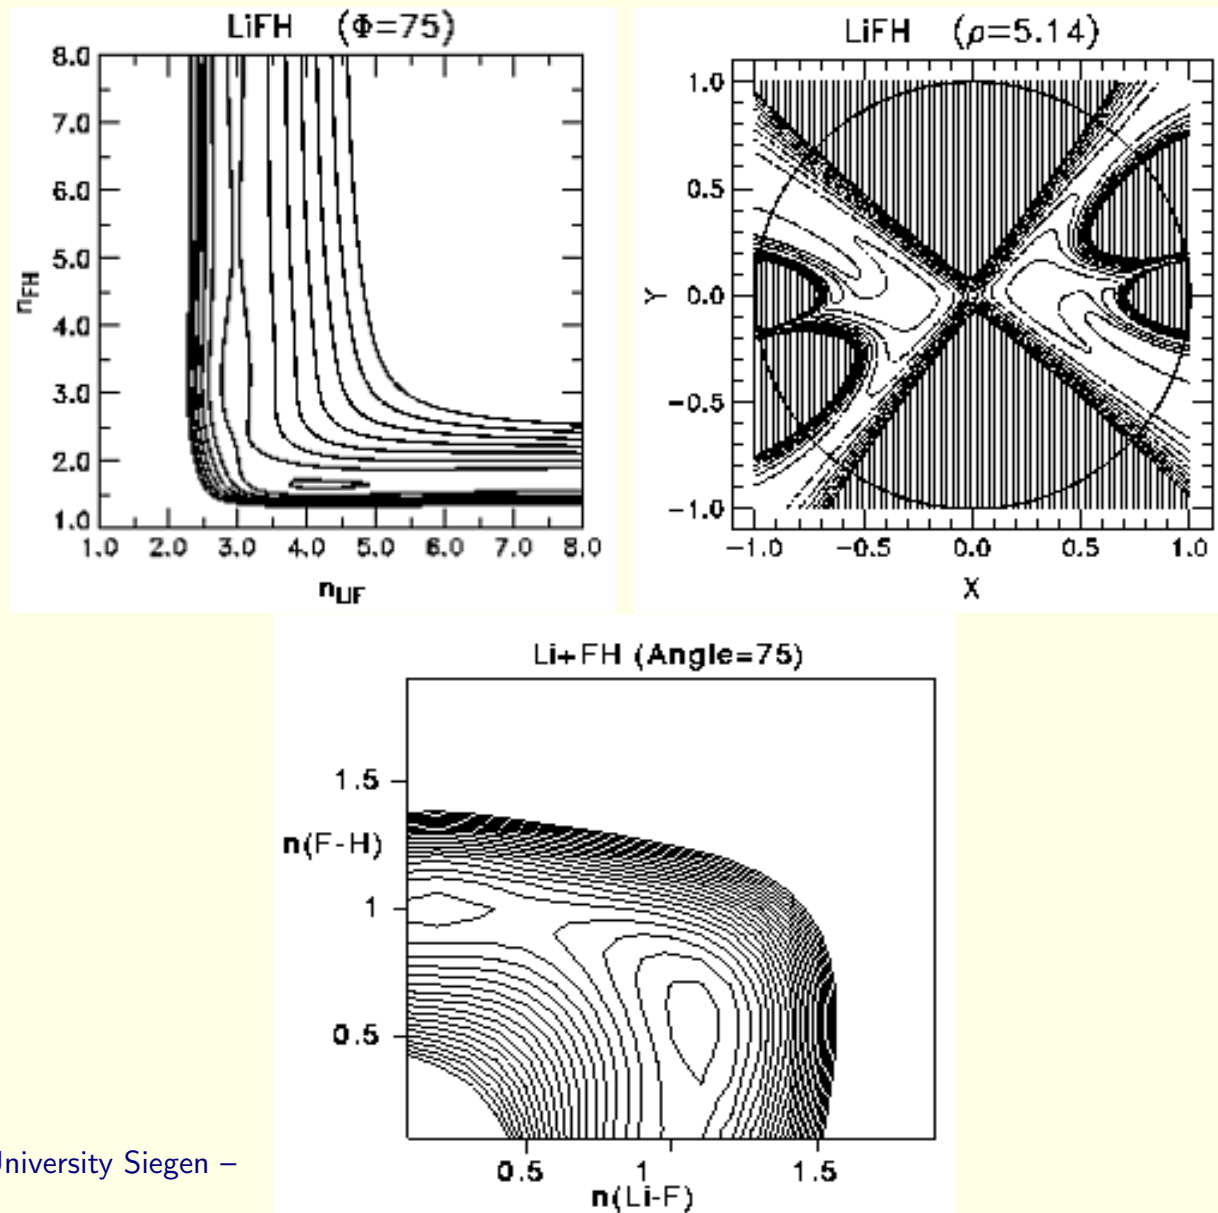 LiFH (Φ=75)
8.0
7.0
6.0
5.0
4.0
3.0
2.0
1.0
nFH
1.0 2.0 3.0 4.0 5.0 6.0 7.0 8.0
nLiF
LiFH (ρ=5.14)
1.0
0.5
0.0
−0.5
−1.0
Y
−1.0 −0.5 0.0 0.5 1.0
X
Li+FH (Angle=75)
1.5
n(F-H)
1
0.5
0.5 1 1.5
n(Li-F)
University Siegen –